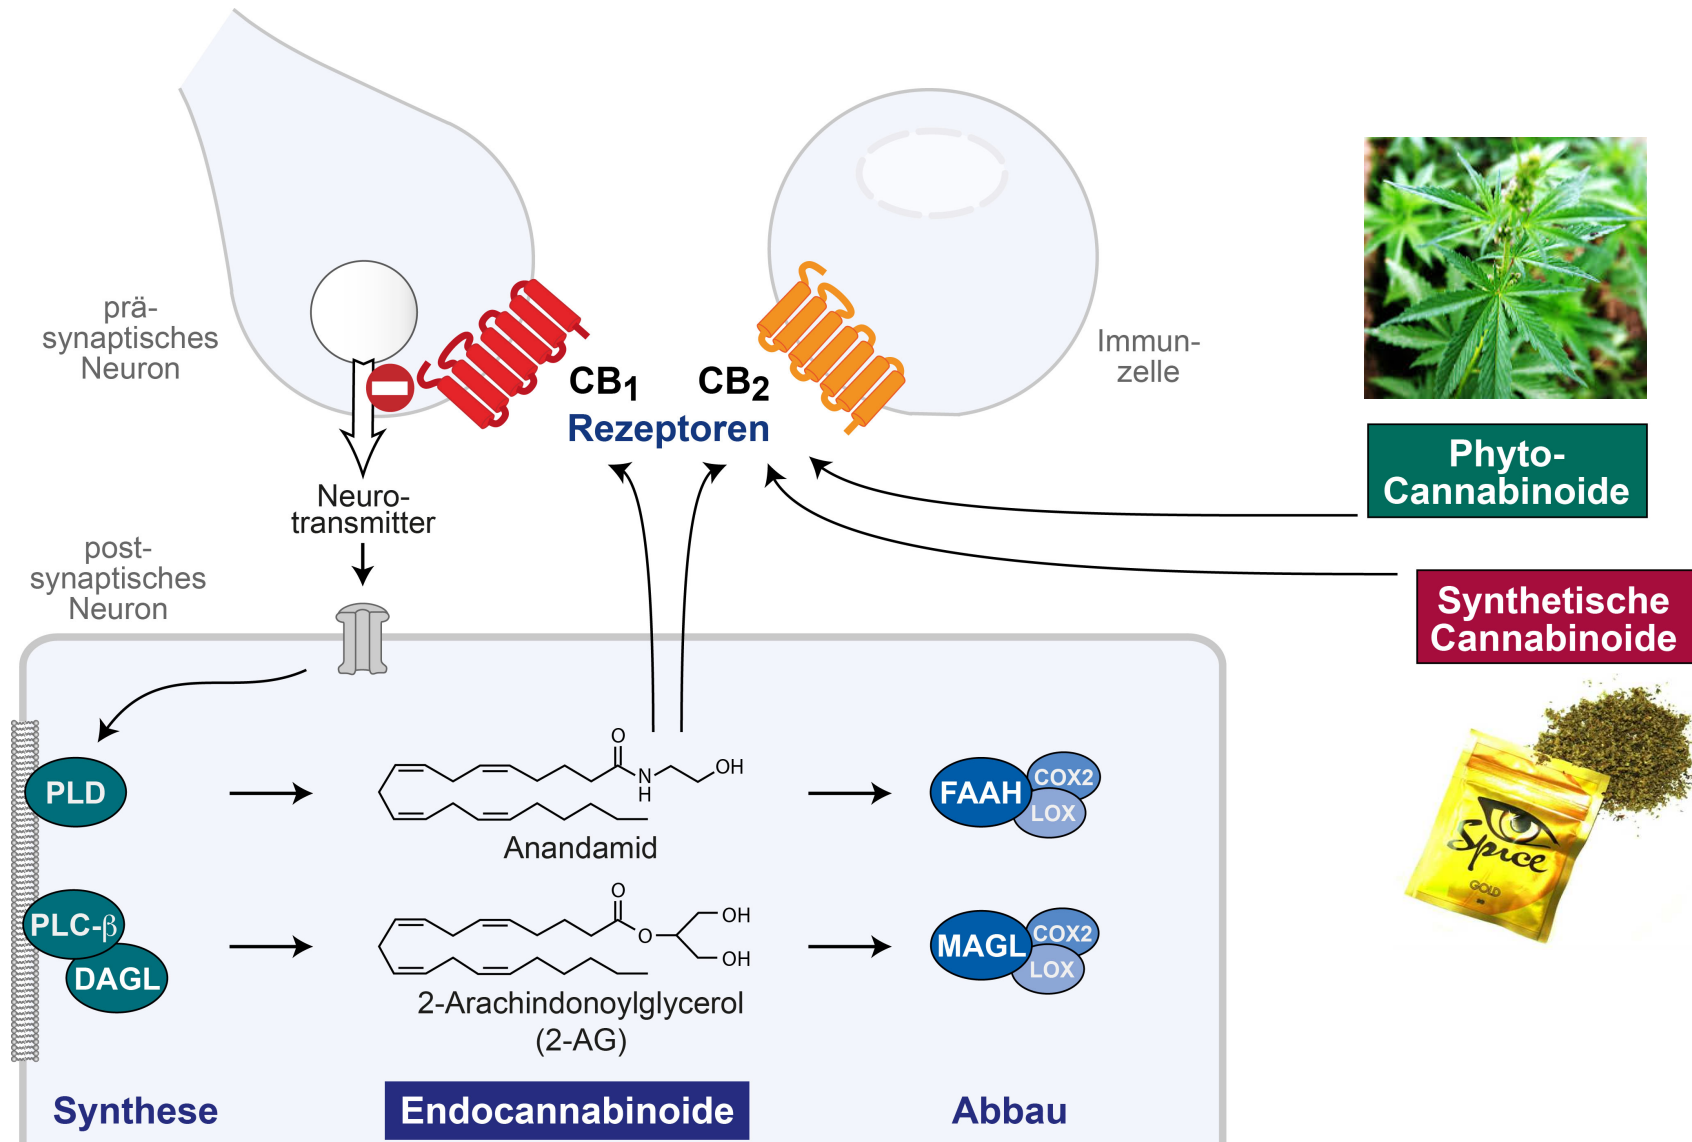 prä-
synaptisches
Neuron
CB1
CB2
Rezeptoren
Immun-
zelle
Neuro-
transmitter
post-
synaptisches
Neuron
Phyto-
Cannabinoide
Synthetische
Cannabinoide
PLD
O
N
H
OH
Anandamid
FAAH
COX2
LOX
Spice
GOLD
PLC-β
DAGL
O
O
OH
OH
2-Arachindonoylglycerol
(2-AG)
MAGL
COX2
LOX
Synthese
Endocannabinoide
Abbau